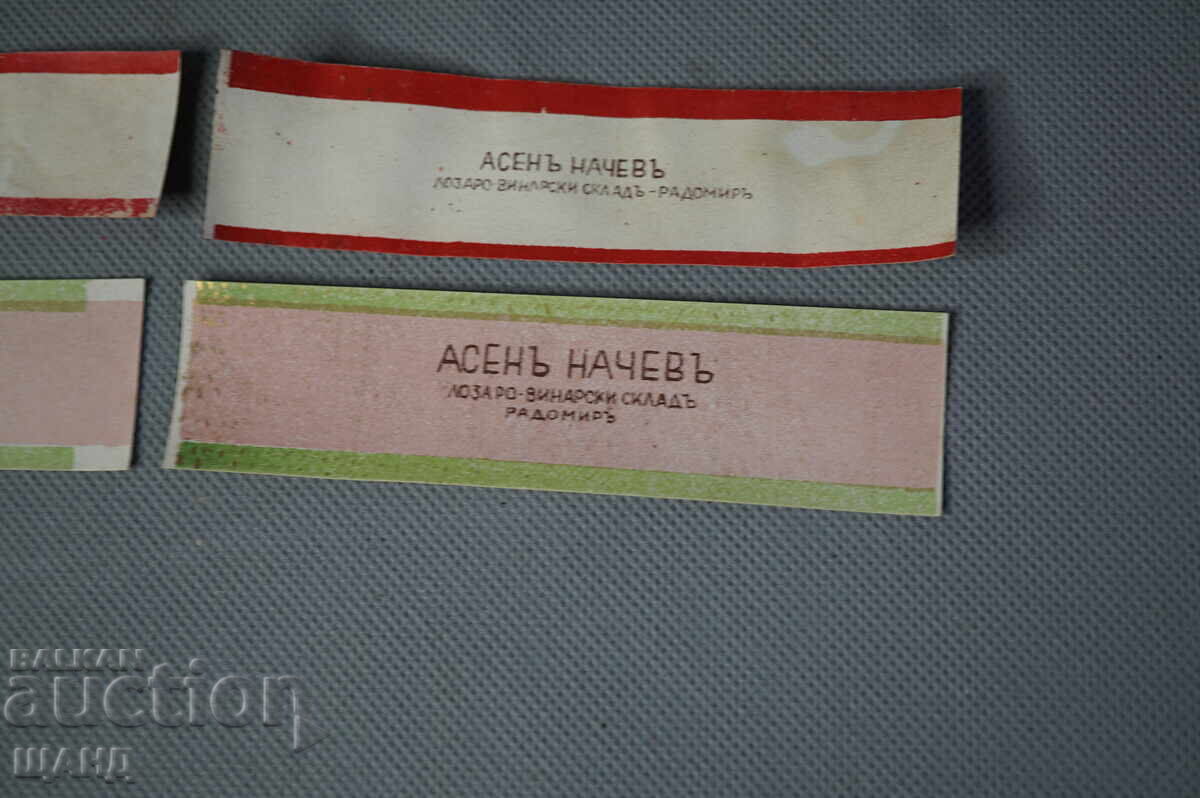 АСЕНЪ НАЧЕВЪ
ЛОЗАРО-ВИНАРСКИ СКЛАДЪ-РАДОМИРЪ
АСЕНЪ НАЧЕВЪ
ЛОЗАРО-ВИНАРСКИ СКЛАДЪ
РАДОМИРЪ
BALKAN
auction
ШАНД